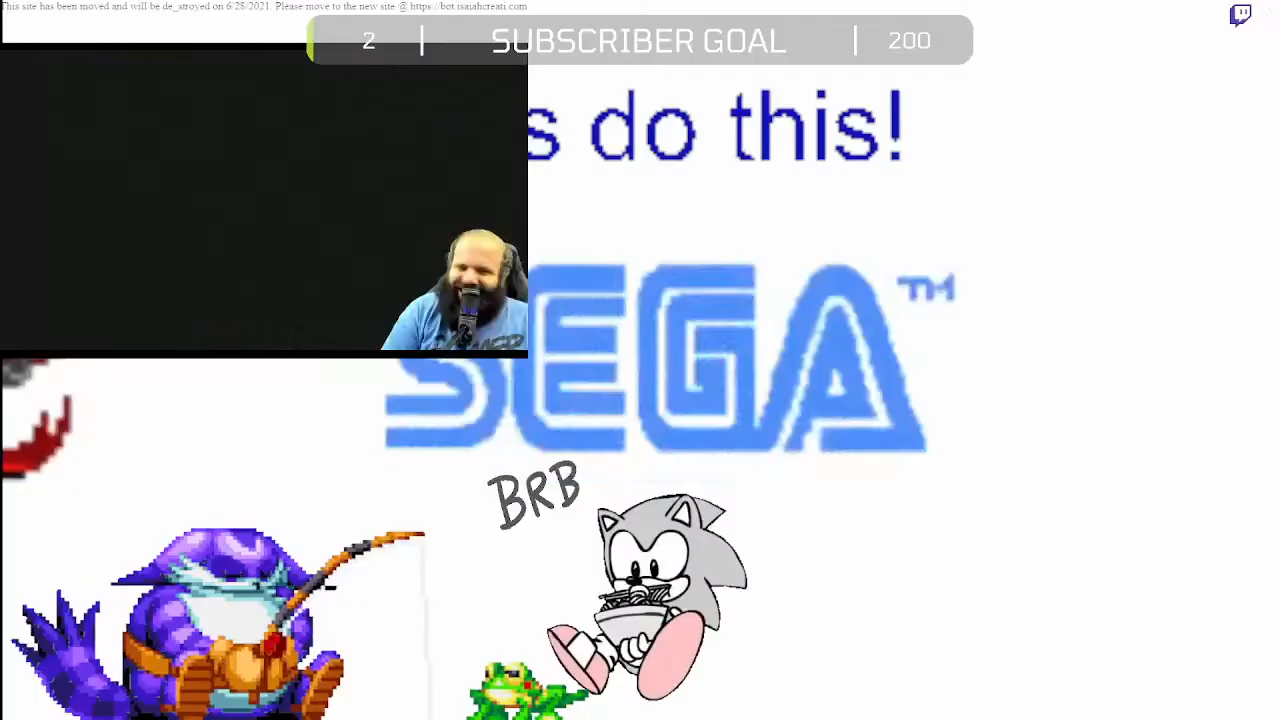 This site has been moved and will be de_stroyed on 6/28/2021. Please move to the new site @ https://bot.isaiahcreati.com
2 | SUBSCRIBER GOAL | 200
s do this!
SEGA™
BRB